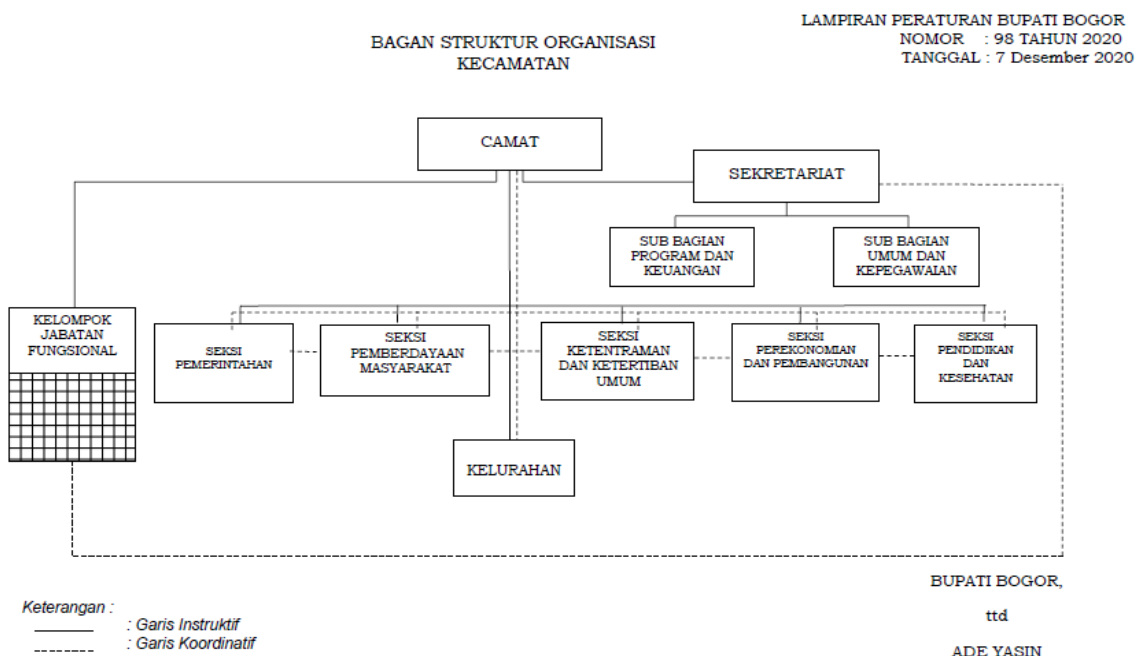 LAMPIRAN PERATURAN BUPATI BOGOR
NOMOR : 98 TAHUN 2020
TANGGAL : 7 Desember 2020
BAGAN STRUKTUR ORGANISASI
KECAMATAN
CAMAT
SEKRETARIAT
SUB BAGIAN
PROGRAM DAN
KEUANGAN
SUB BAGIAN
UMUM DAN
KEPEGAWAIAN
KELOMPOK
JABATAN
FUNGSIONAL
SEKSI
PEMERINTAHAN
SEKSI
PEMBERDAYAAN
MASYARAKAT
SEKSI
KETENTRAMAN
DAN KETERTIBAN
UMUM
SEKSI
PEREKONOMIAN
DAN PEMBANGUNAN
SEKSI
PENDIDIKAN
DAN
KESEHATAN
KELURAHAN
BUPATI BOGOR,
ttd
ADE YASIN
Keterangan :
: Garis Instruktif
: Garis Koordinatif